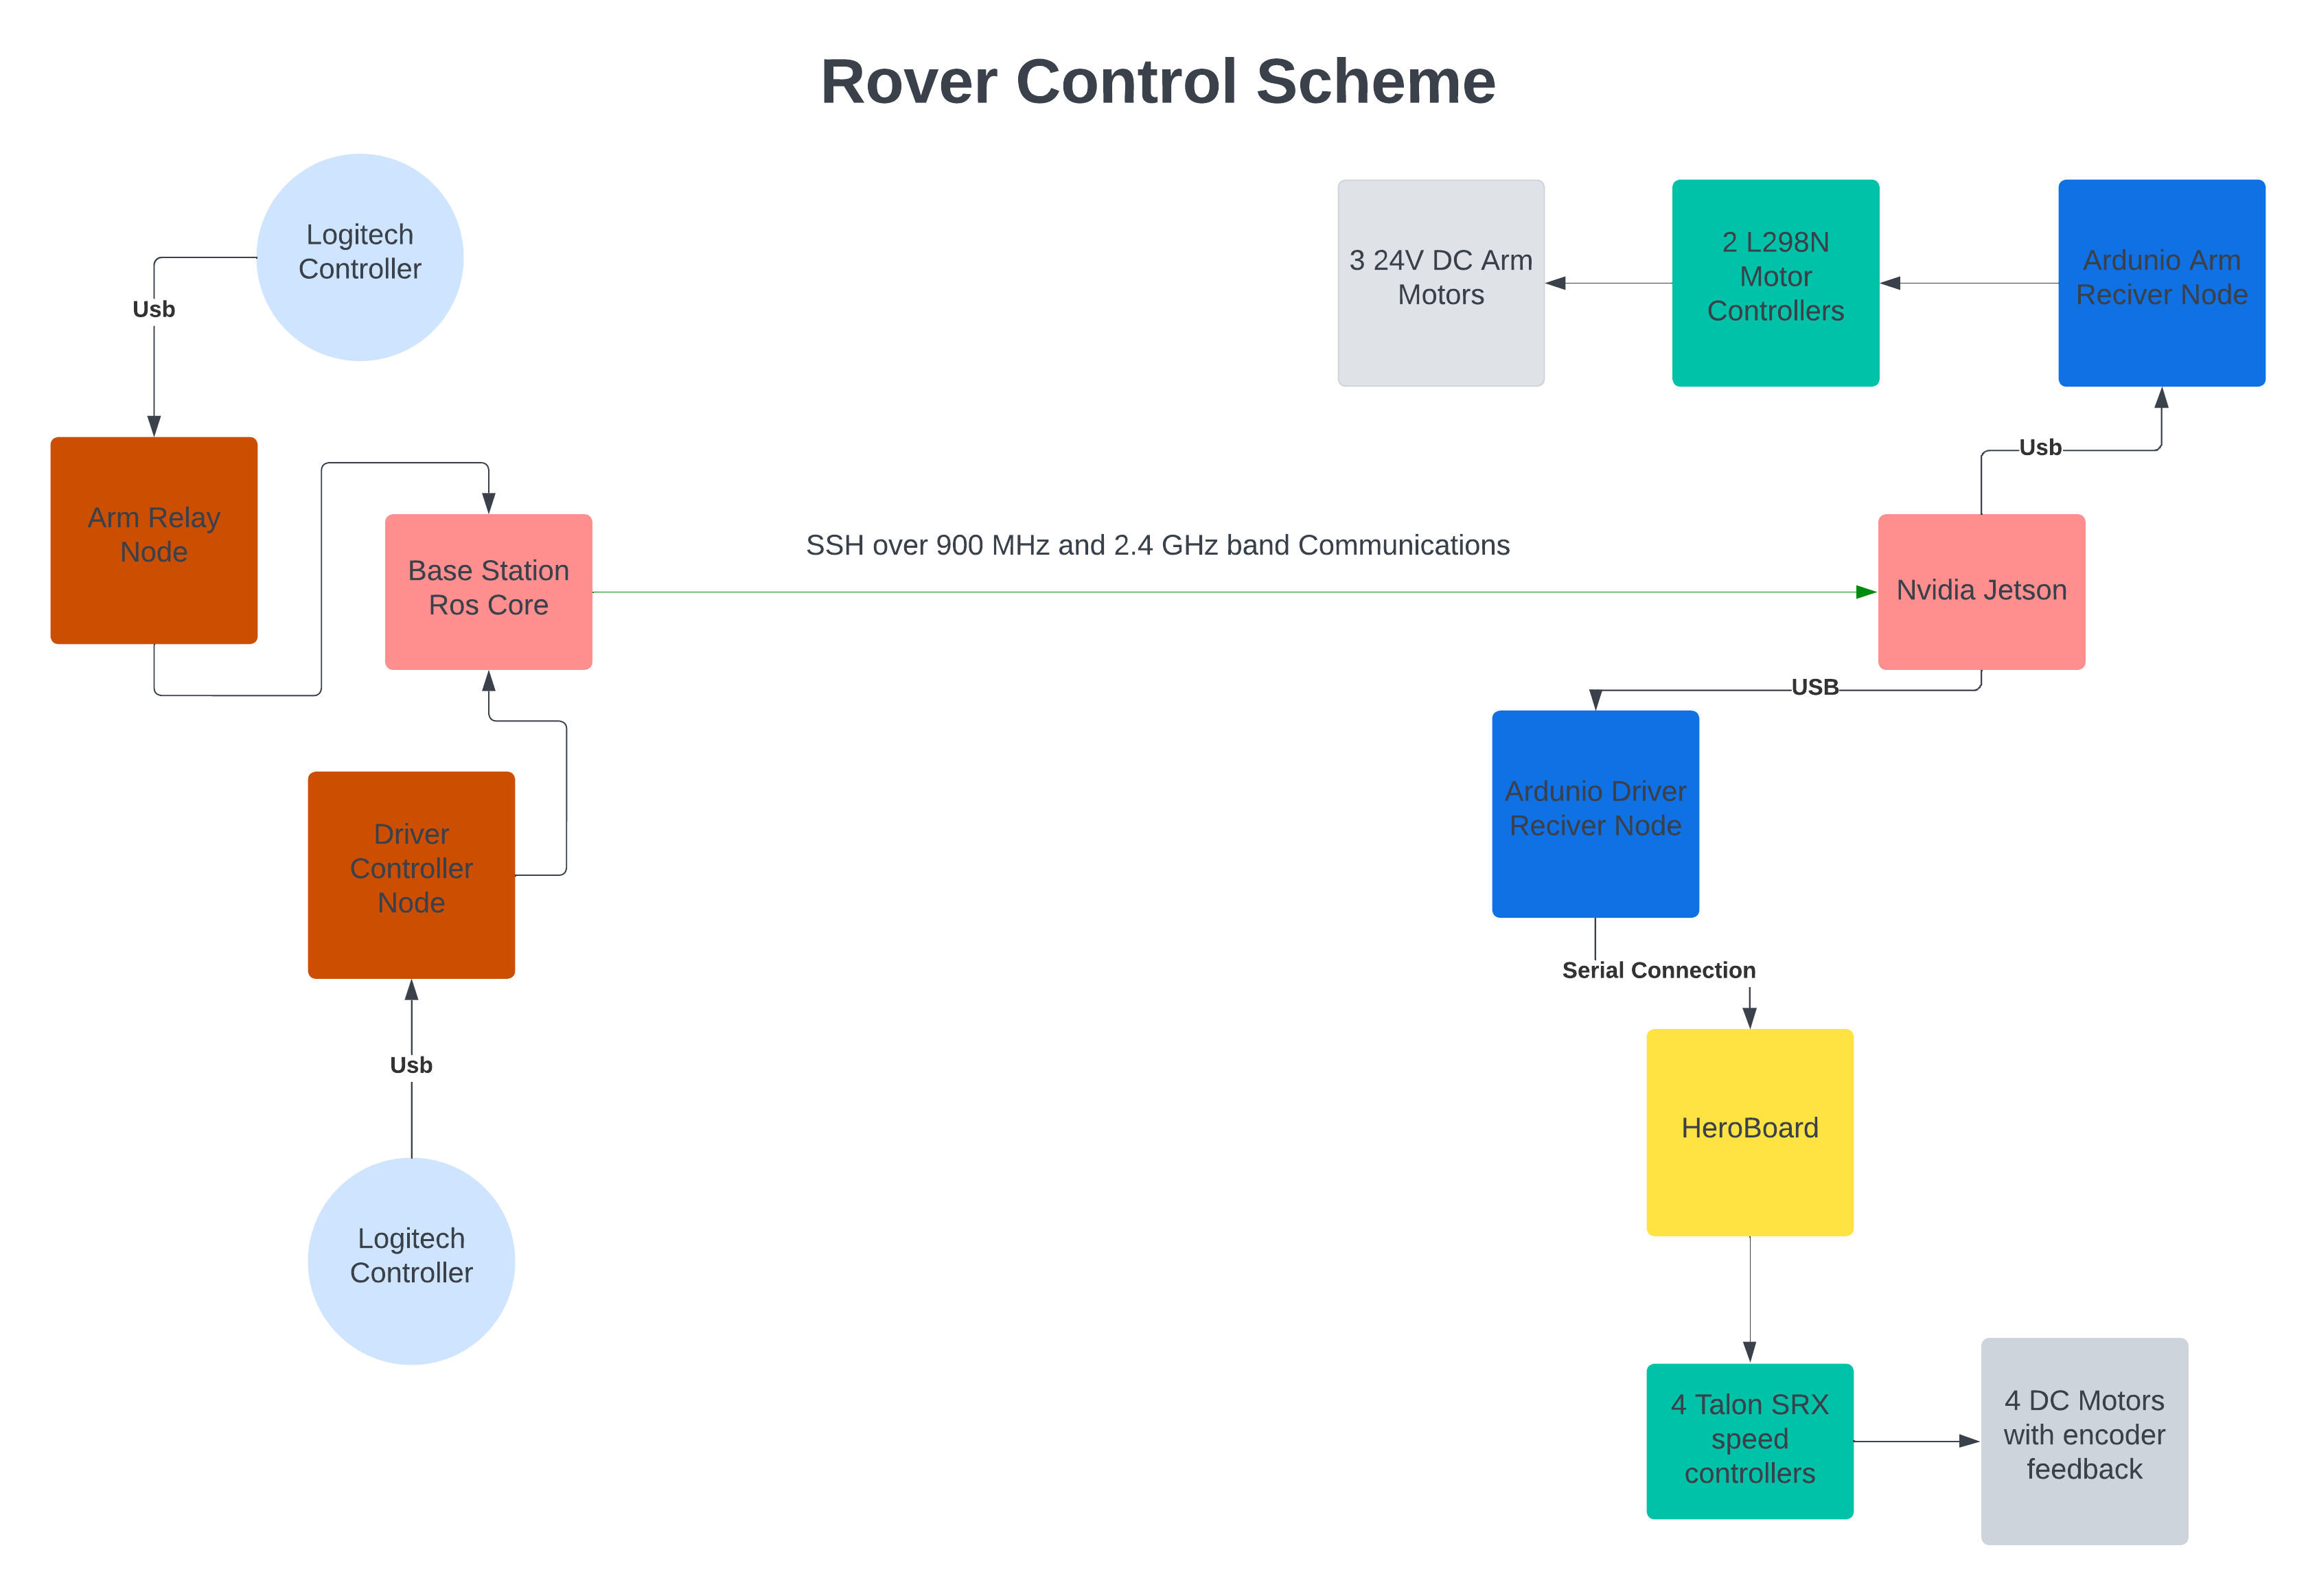 Rover Control Scheme
Logitech
Controller
Usb
Arm Relay
Node
Base Station
Ros Core
Driver
Controller
Node
Usb
Logitech
Controller
SSH over 900 MHz and 2.4 GHz band Communications
3 24V DC Arm
Motors
2 L298N
Motor
Controllers
Ardunio Arm
Reciver Node
Usb
Nvidia Jetson
USB
Ardunio Driver
Reciver Node
Serial Connection
HeroBoard
4 Talon SRX
speed
controllers
4 DC Motors
with encoder
feedback